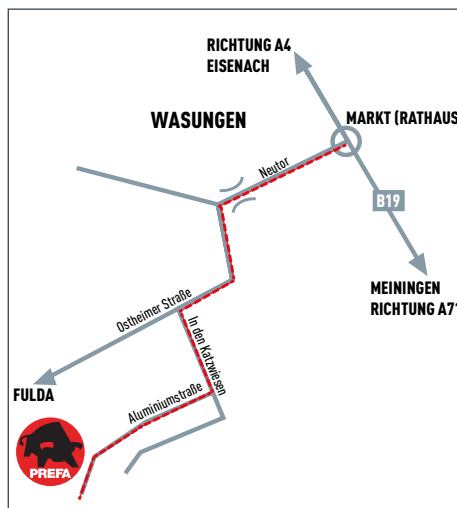 RICHTUNG A4
EISENACH
WASUNGEN
MARKT (RATHAUS
Neutor
B19
MEININGEN
RICHTUNG A71
Ostheimer Straße
In den Katzwiesen
FULDA
Aluminiumstraße
PREFA